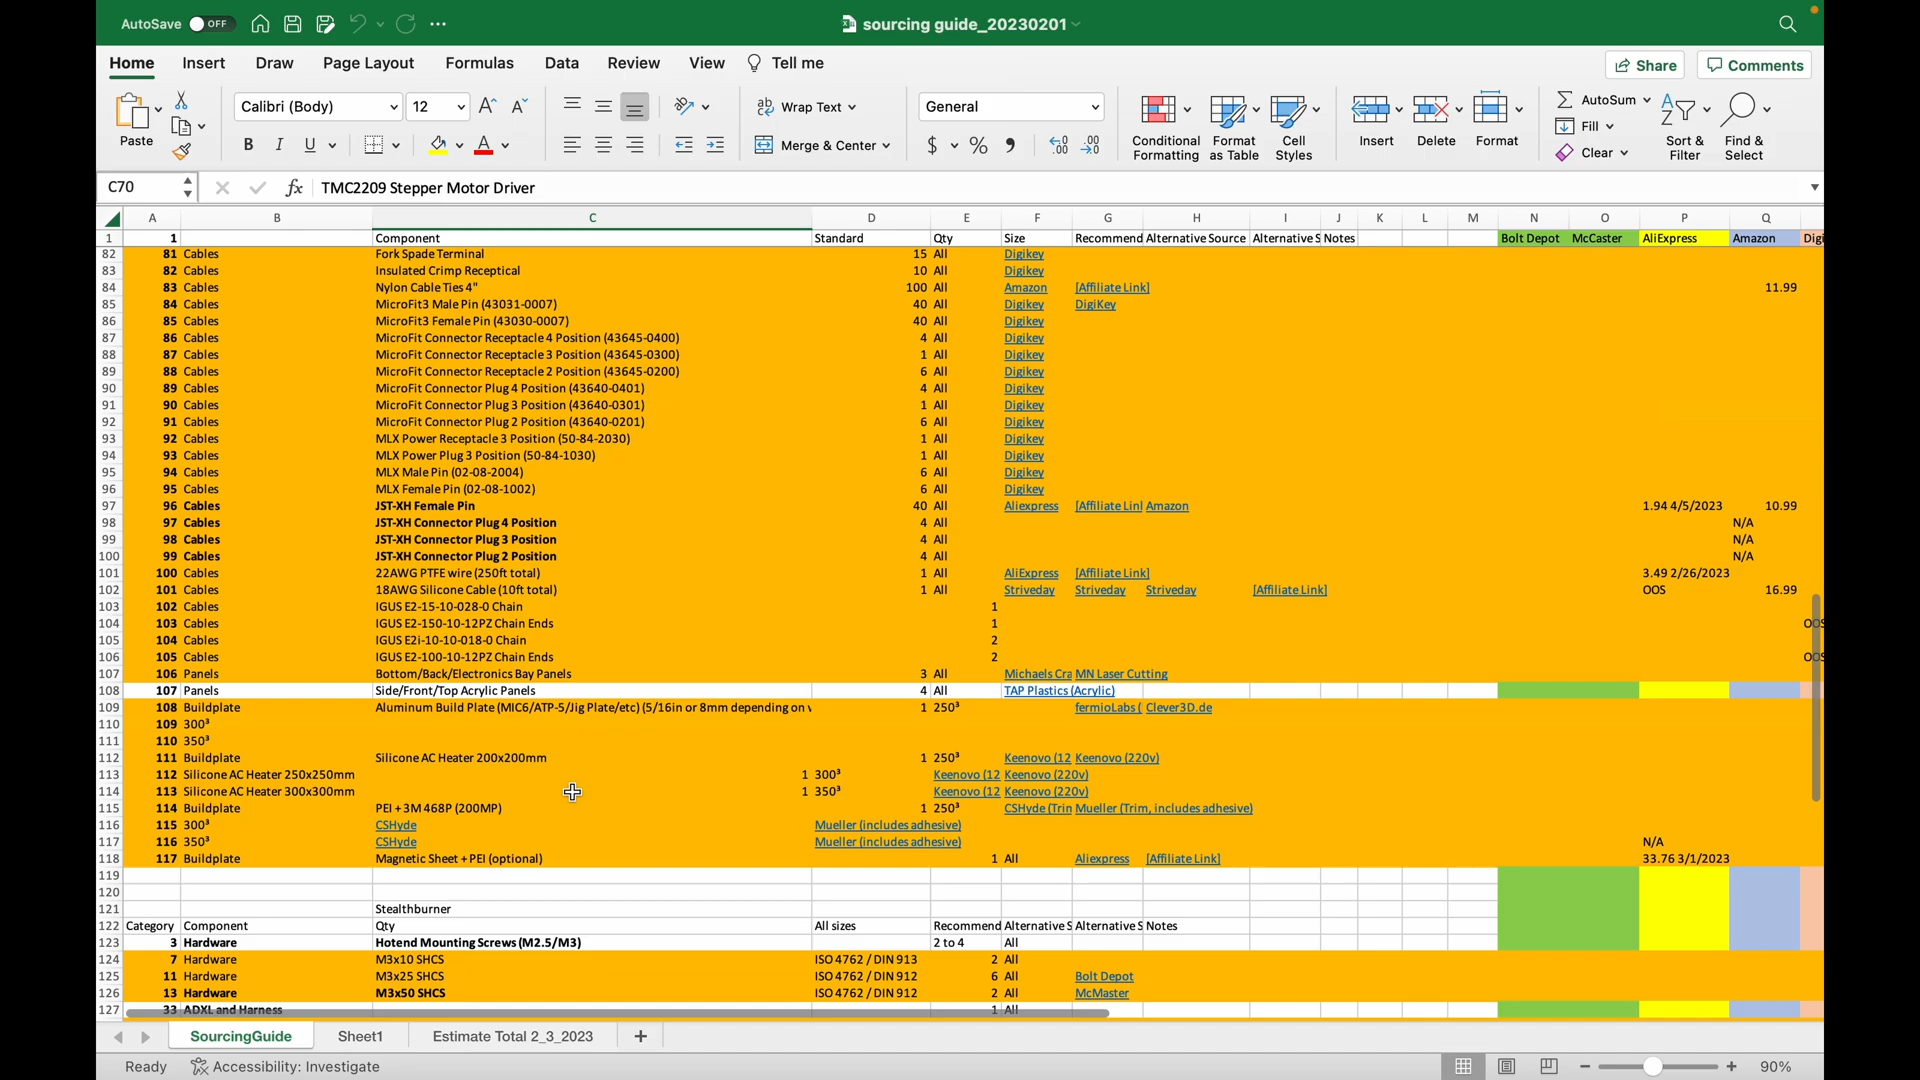 AutoSave OFF sourcing guide_20230201
Home Insert Draw Page Layout Formulas Data Review View Tell me Share Comments
Calibri (Body) 12 Wrap Text General AutoSum
Paste B I U Merge & Center $ % Conditional Formatting Format as Table Cell Styles Insert Delete Format Fill Clear Sort & Filter Find & Select
C70 fx TMC2209 Stepper Motor Driver
A B C D E F G H I J K L M N O P Q
1 1 Component Standard Qty Size Recommend Alternative Source Alternative S Notes Bolt Depot McCaster AliExpress Amazon Digi
82 81 Cables Fork Spade Terminal 15 All Digikey
83 82 Cables Insulated Crimp Receptical 10 All Digikey
84 83 Cables Nylon Cable Ties 4" 100 All Amazon [Affiliate Link] 11.99
85 84 Cables MicroFit3 Male Pin (43031-0007) 40 All Digikey DigiKey
86 85 Cables MicroFit3 Female Pin (43030-0007) 40 All Digikey
87 86 Cables MicroFit Connector Receptacle 4 Position (43645-0400) 4 All Digikey
88 87 Cables MicroFit Connector Receptacle 3 Position (43645-0300) 1 All Digikey
89 88 Cables MicroFit Connector Receptacle 2 Position (43645-0200) 6 All Digikey
90 89 Cables MicroFit Connector Plug 4 Position (43640-0401) 4 All Digikey
91 90 Cables MicroFit Connector Plug 3 Position (43640-0301) 1 All Digikey
92 91 Cables MicroFit Connector Plug 2 Position (43640-0201) 6 All Digikey
93 92 Cables MLX Power Receptacle 3 Position (50-84-2030) 1 All Digikey
94 93 Cables MLX Power Plug 3 Position (50-84-1030) 1 All Digikey
95 94 Cables MLX Male Pin (02-08-2004) 6 All Digikey
96 95 Cables MLX Female Pin (02-08-1002) 6 All Digikey
97 96 Cables JST-XH Female Pin 40 All Aliexpress [Affiliate Linl Amazon 1.94 4/5/2023 10.99
98 97 Cables JST-XH Connector Plug 4 Position 4 All N/A
99 98 Cables JST-XH Connector Plug 3 Position 4 All N/A
100 99 Cables JST-XH Connector Plug 2 Position 4 All N/A
101 100 Cables 22AWG PTFE wire (250ft total) 1 All AliExpress [Affiliate Link] 3.49 2/26/2023
102 101 Cables 18AWG Silicone Cable (10ft total) 1 All Striveday Striveday Striveday [Affiliate Link] OOS 16.99
103 102 Cables IGUS E2-15-10-028-0 Chain 1
104 103 Cables IGUS E2-150-10-12PZ Chain Ends 1 OOS
105 104 Cables IGUS E2i-10-10-018-0 Chain 2
106 105 Cables IGUS E2-100-10-12PZ Chain Ends 2 OOS
107 106 Panels Bottom/Back/Electronics Bay Panels 3 All Michaels Cra MN Laser Cutting
108 107 Panels Side/Front/Top Acrylic Panels 4 All TAP Plastics (Acrylic)
109 108 Buildplate Aluminum Build Plate (MIC6/ATP-5/Jig Plate/etc) (5/16in or 8mm depending on v 1 250³ fermioLabs ( Clever3D.de
110 109 300³
111 110 350³
112 111 Buildplate Silicone AC Heater 200x200mm 1 250³ Keenovo (12 Keenovo (220v)
113 112 Silicone AC Heater 250x250mm 1 300³ Keenovo (12 Keenovo (220v)
114 113 Silicone AC Heater 300x300mm 1 350³ Keenovo (12 Keenovo (220v)
115 114 Buildplate PEI + 3M 468P (200MP) 1 250³ CSHyde (Trin Mueller (Trim, includes adhesive)
116 115 300³ CSHyde Mueller (includes adhesive)
117 116 350³ CSHyde Mueller (includes adhesive) N/A
118 117 Buildplate Magnetic Sheet + PEI (optional) 1 All Aliexpress [Affiliate Link] 33.76 3/1/2023
119
120
121 Stealthburner
122 Category Component Qty All sizes Recommend Alternative S Alternative S Notes
123 3 Hardware Hotend Mounting Screws (M2.5/M3) 2 to 4 All
124 7 Hardware M3x10 SHCS ISO 4762 / DIN 913 2 All
125 11 Hardware M3x25 SHCS ISO 4762 / DIN 912 6 All Bolt Depot
126 13 Hardware M3x50 SHCS ISO 4762 / DIN 912 2 All McMaster
127 33 ADXL and Harness 1 All
SourcingGuide Sheet1 Estimate Total 2_3_2023 +
Ready Accessibility: Investigate 90%